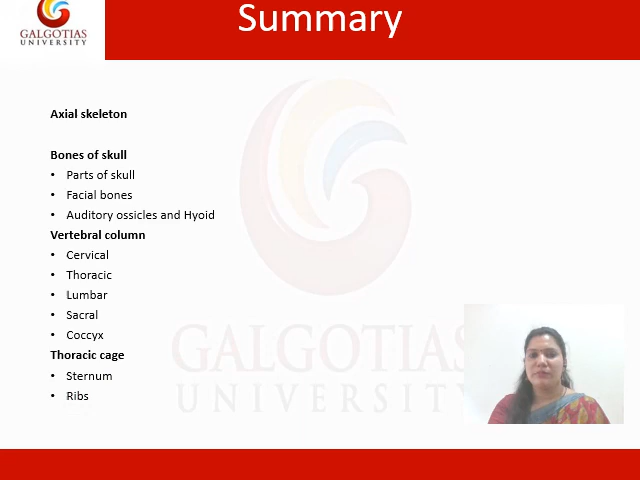 GALGOTIAS
UNIVERSITY
Summary
Axial skeleton
Bones of skull
• Parts of skull
• Facial bones
• Auditory ossicles and Hyoid
Vertebral column
• Cervical
• Thoracic
• Lumbar
• Sacral
• Coccyx
Thoracic cage
• Sternum
• Ribs
GALGOTIAS
UNIVERSITY